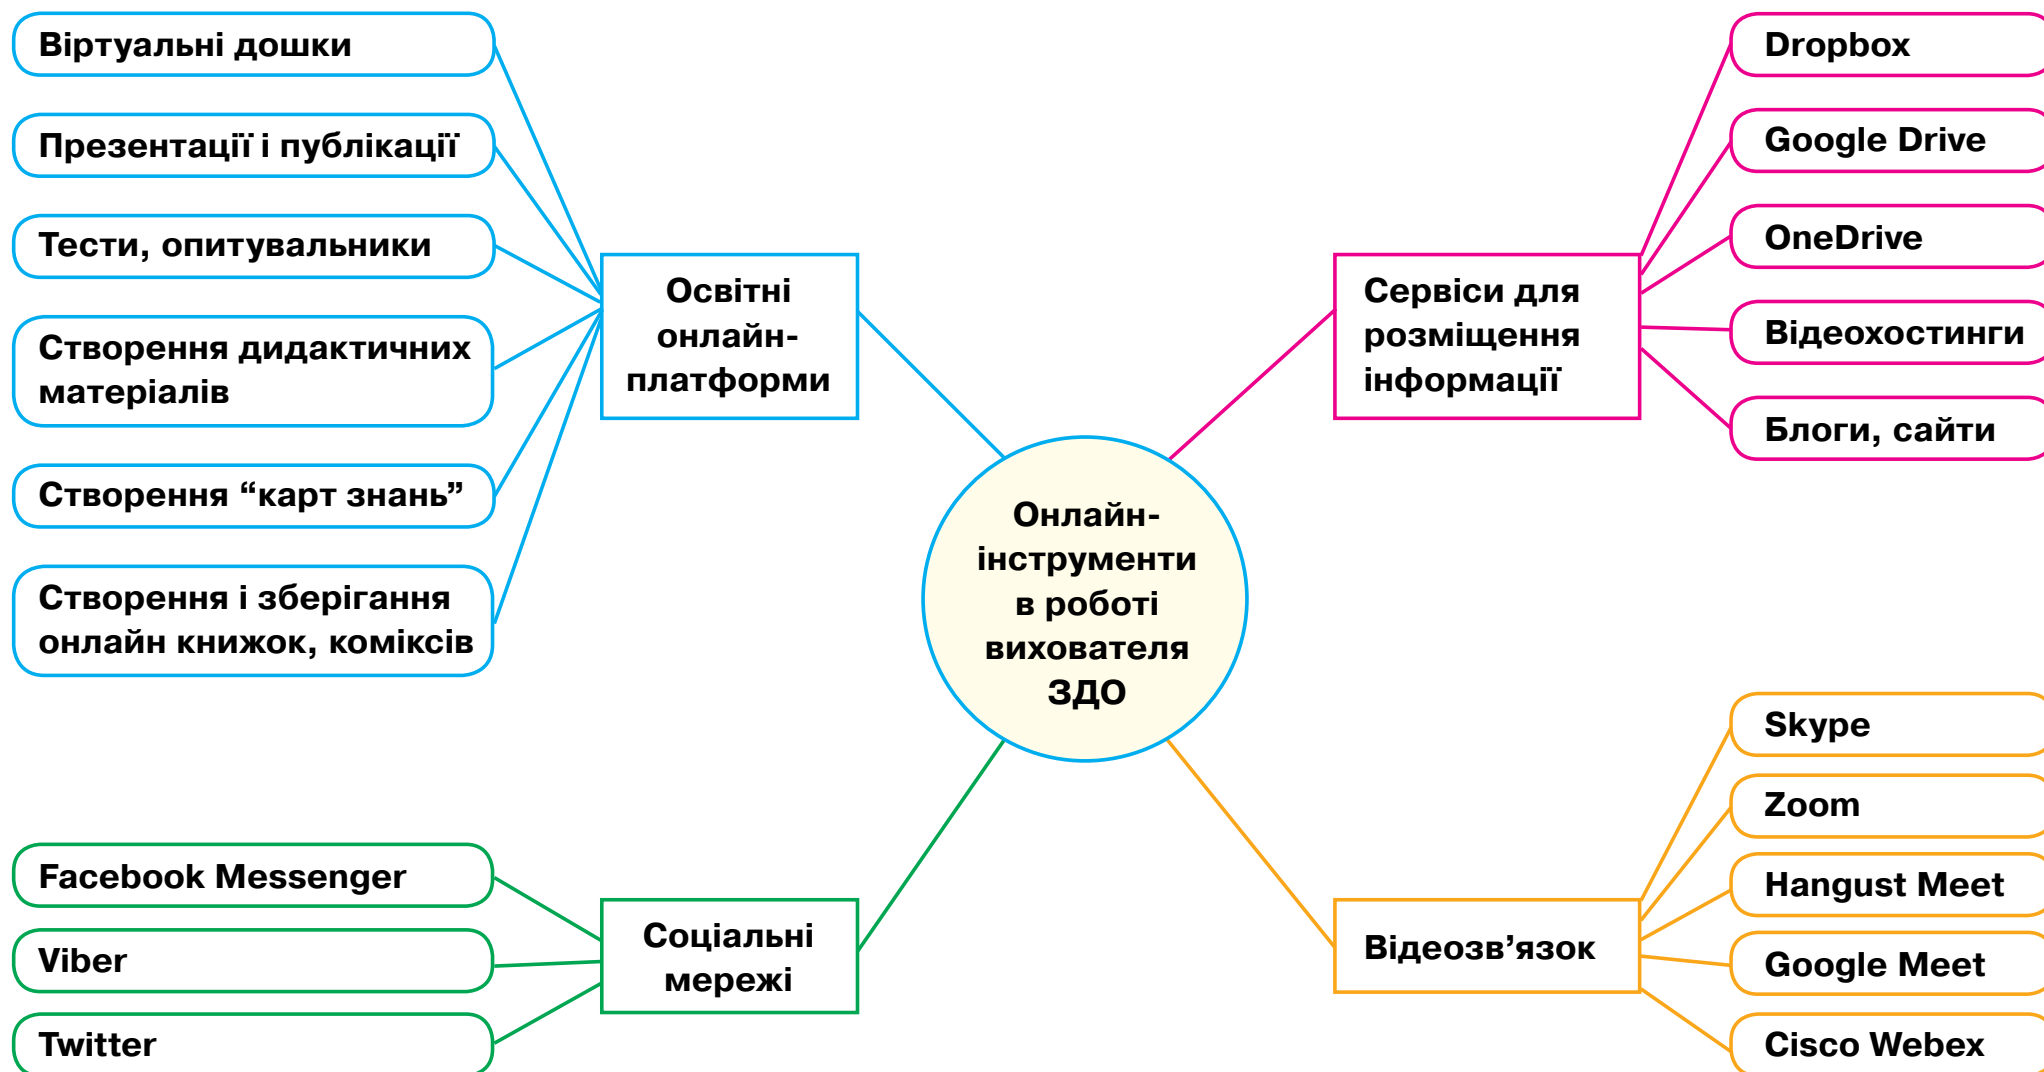 Віртуальні дошки
Презентації і публікації
Тести, опитувальники
Створення дидактичних
матеріалів
Створення “карт знань”
Створення і зберігання
онлайн книжок, коміксів
Освітні
онлайн-
платформи
Сервіси для
розміщення
інформації
Dropbox
Google Drive
OneDrive
Відеохостинги
Блоги, сайти
Онлайн-
інструменти
в роботі
вихователя
ЗДО
Facebook Messenger
Viber
Twitter
Соціальні
мережі
Відеозв’язок
Skype
Zoom
Hangust Meet
Google Meet
Cisco Webex